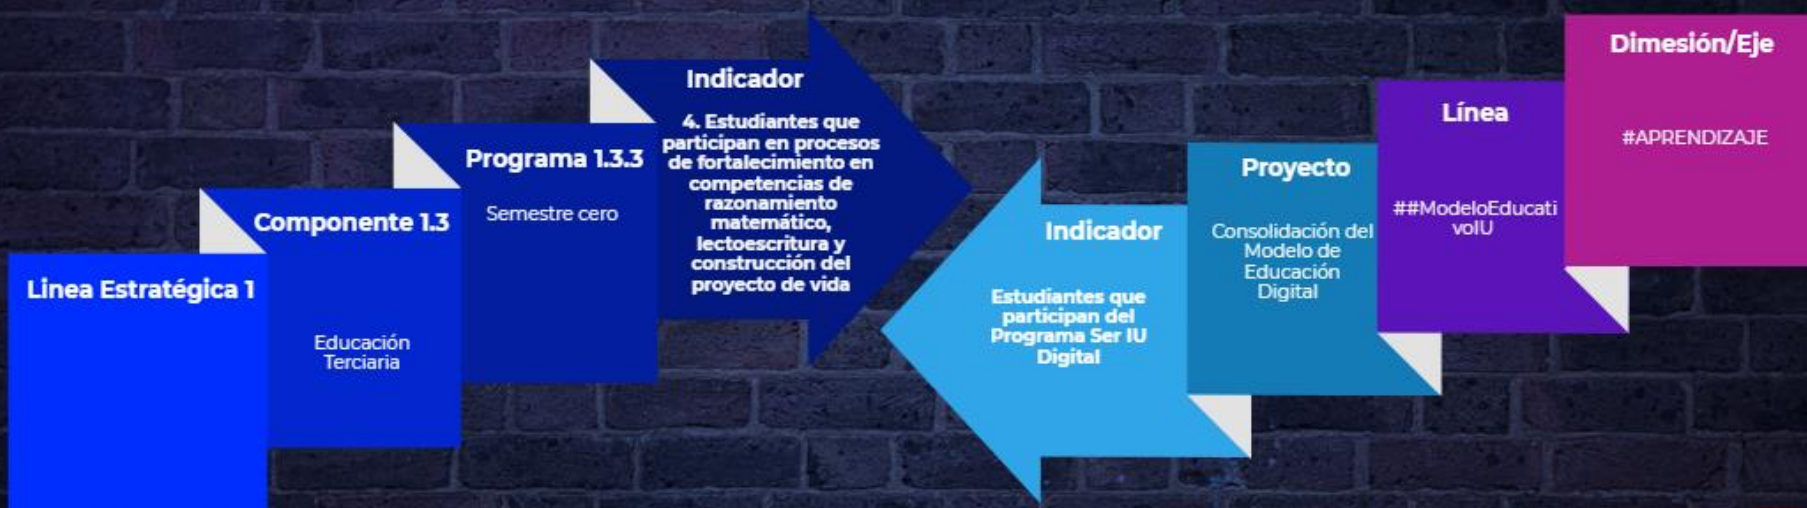 Linea Estratégica 1
Componente 1.3
Educación
Terciaria
Programa 1.3.3
Semestre cero
Indicador
4. Estudiantes que
participan en procesos
de fortalecimiento en
competencias de
razonamiento
matemático,
lectoescritura y
construcción del
proyecto de vida
Indicador
Estudiantes que
participan del
Programa Ser IU
Digital
Proyecto
Consolidación del
Modelo de
Educación
Digital
Línea
##ModeloEducati
voIU
Dimesión/Eje
#APRENDIZAJE